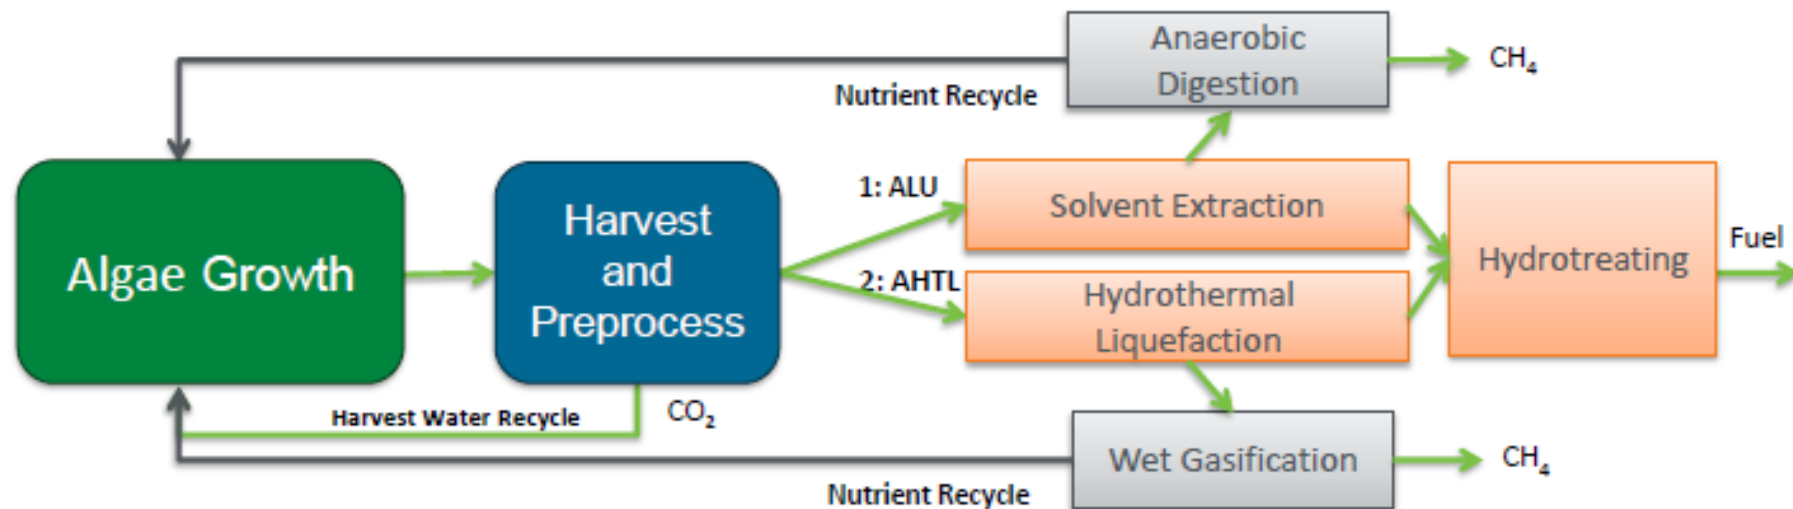 Anaerobic
Digestion
CH₄
Nutrient Recycle
Algae Growth
Harvest
and
Preprocess
1: ALU
Solvent Extraction
2: AHTL
Hydrothermal
Liquefaction
Hydrotreating
Fuel
Harvest Water Recycle
CO₂
Wet Gasification
CH₄
Nutrient Recycle